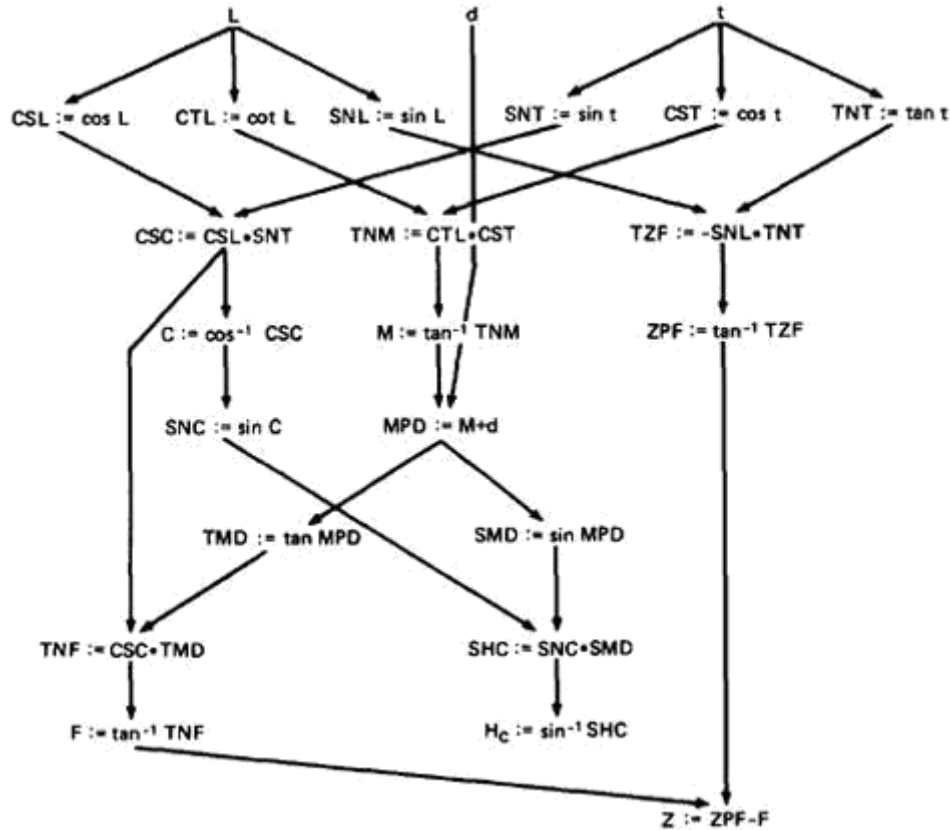 L d t
CSL := cos L CTL := cot L SNL := sin L SNT := sin t CST := cos t TNT := tan t
CSC := CSL•SNT TNM := CTL•CST TZF := -SNL•TNT
C := cos⁻¹ CSC M := tan⁻¹ TNM ZPF := tan⁻¹ TZF
SNC := sin C MPD := M+d
TMD := tan MPD SMD := sin MPD
TNF := CSC•TMD SHC := SNC•SMD
F := tan⁻¹ TNF H_C := sin⁻¹ SHC
Z := ZPF-F